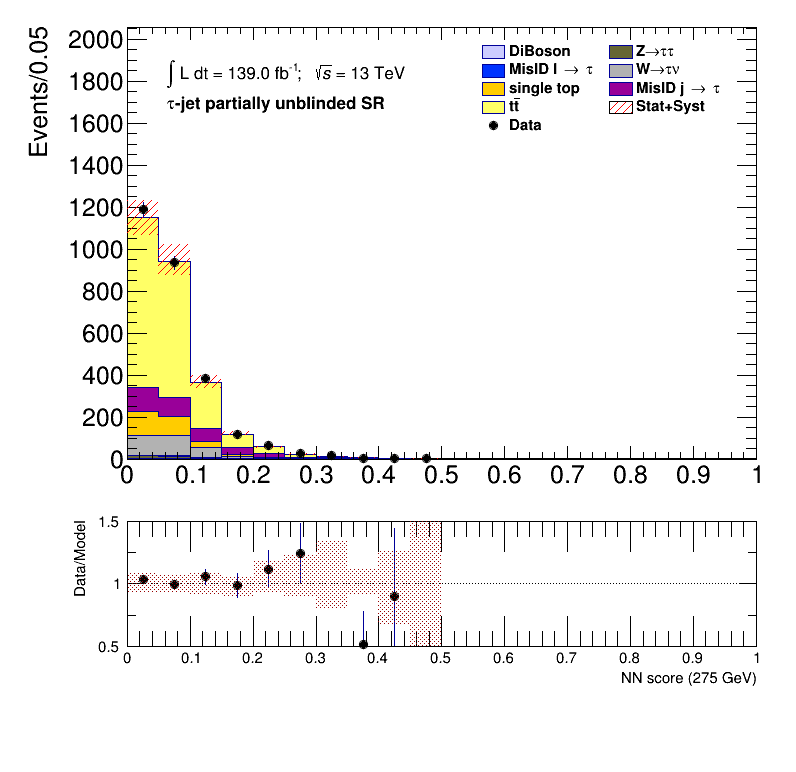 Events/0.05
2000
1800
1600
1400
1200
1000
800
600
400
200
0
∫ L dt = 139.0 fb⁻¹; √s = 13 TeV
τ-jet partially unblinded SR
DiBoson
MisID l → τ
single top
tt̄
Data
Z→ττ
W→τν
MisID j → τ
Stat+Syst
0 0.1 0.2 0.3 0.4 0.5 0.6 0.7 0.8 0.9 1
Data/Model
1.5
1
0.5
0 0.1 0.2 0.3 0.4 0.5 0.6 0.7 0.8 0.9 1
NN score (275 GeV)